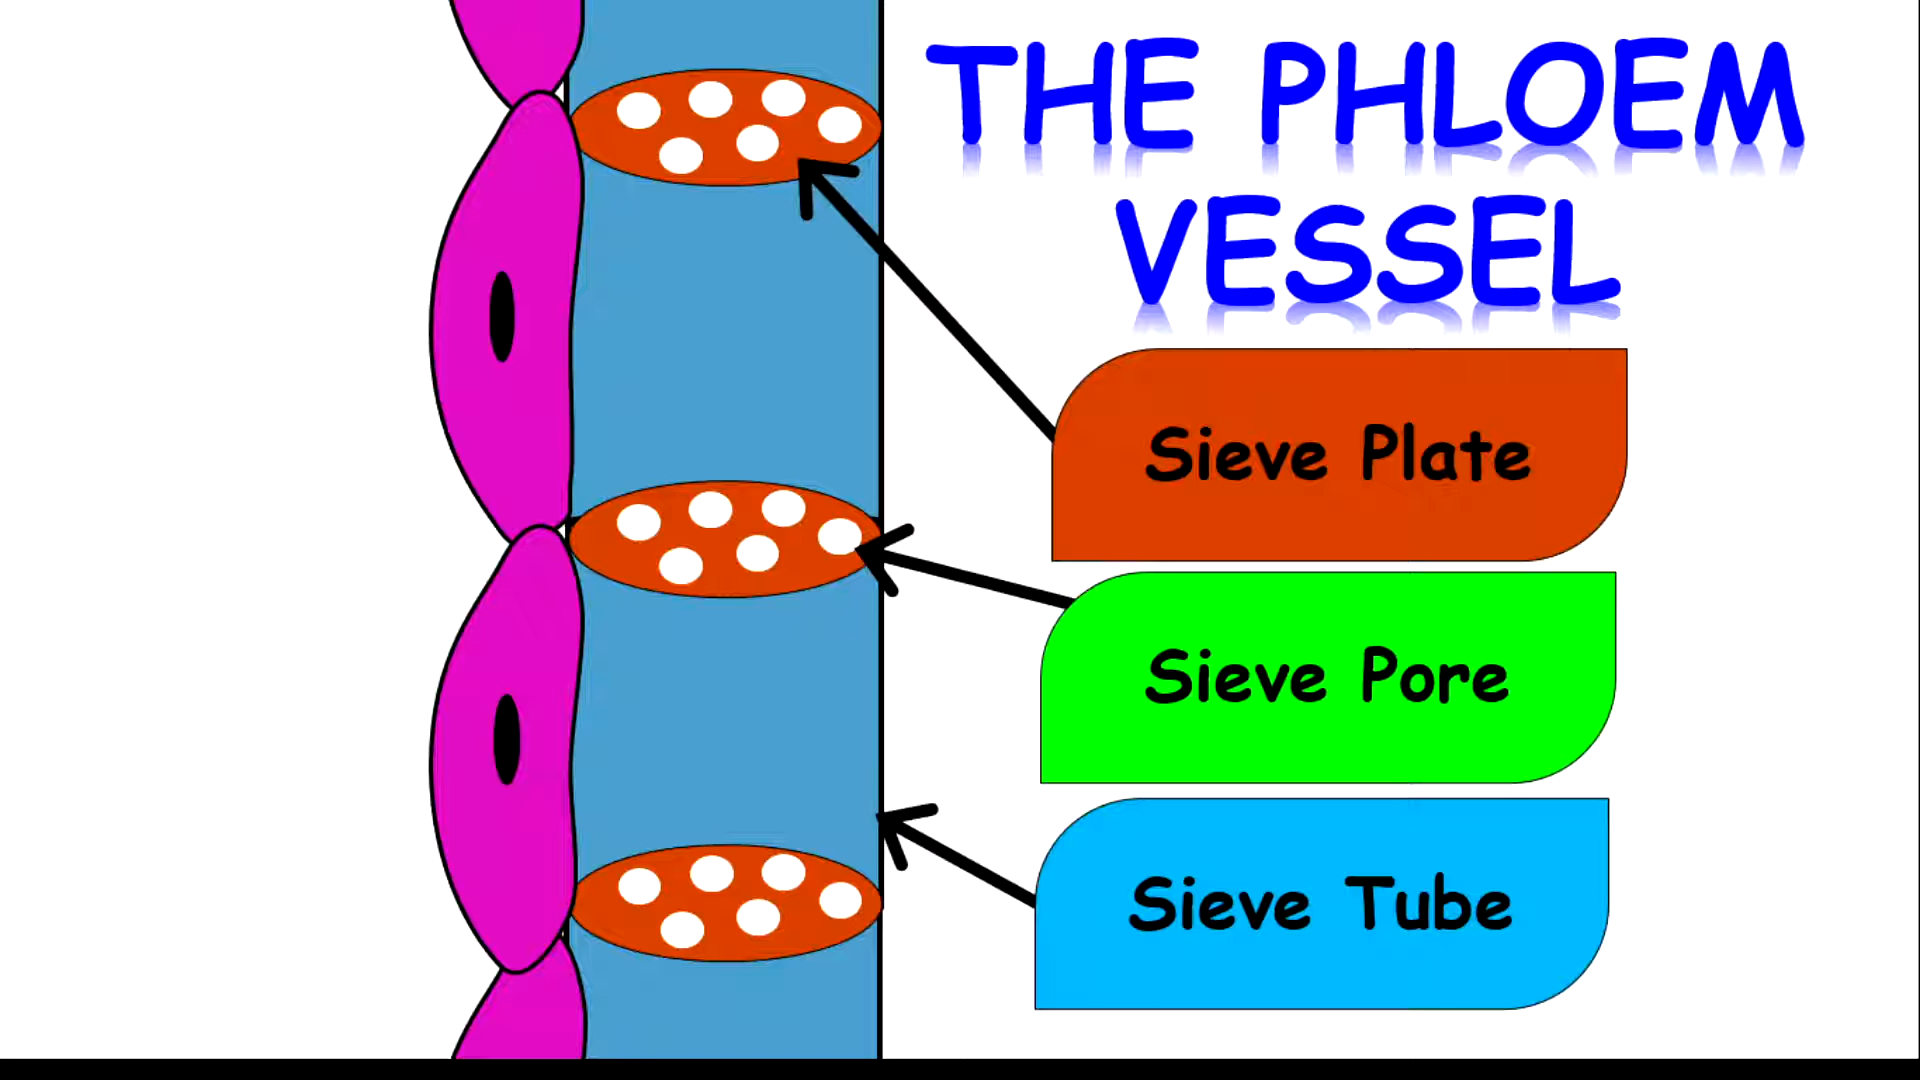 THE PHLOEM
VESSEL
Sieve Plate
Sieve Pore
Sieve Tube